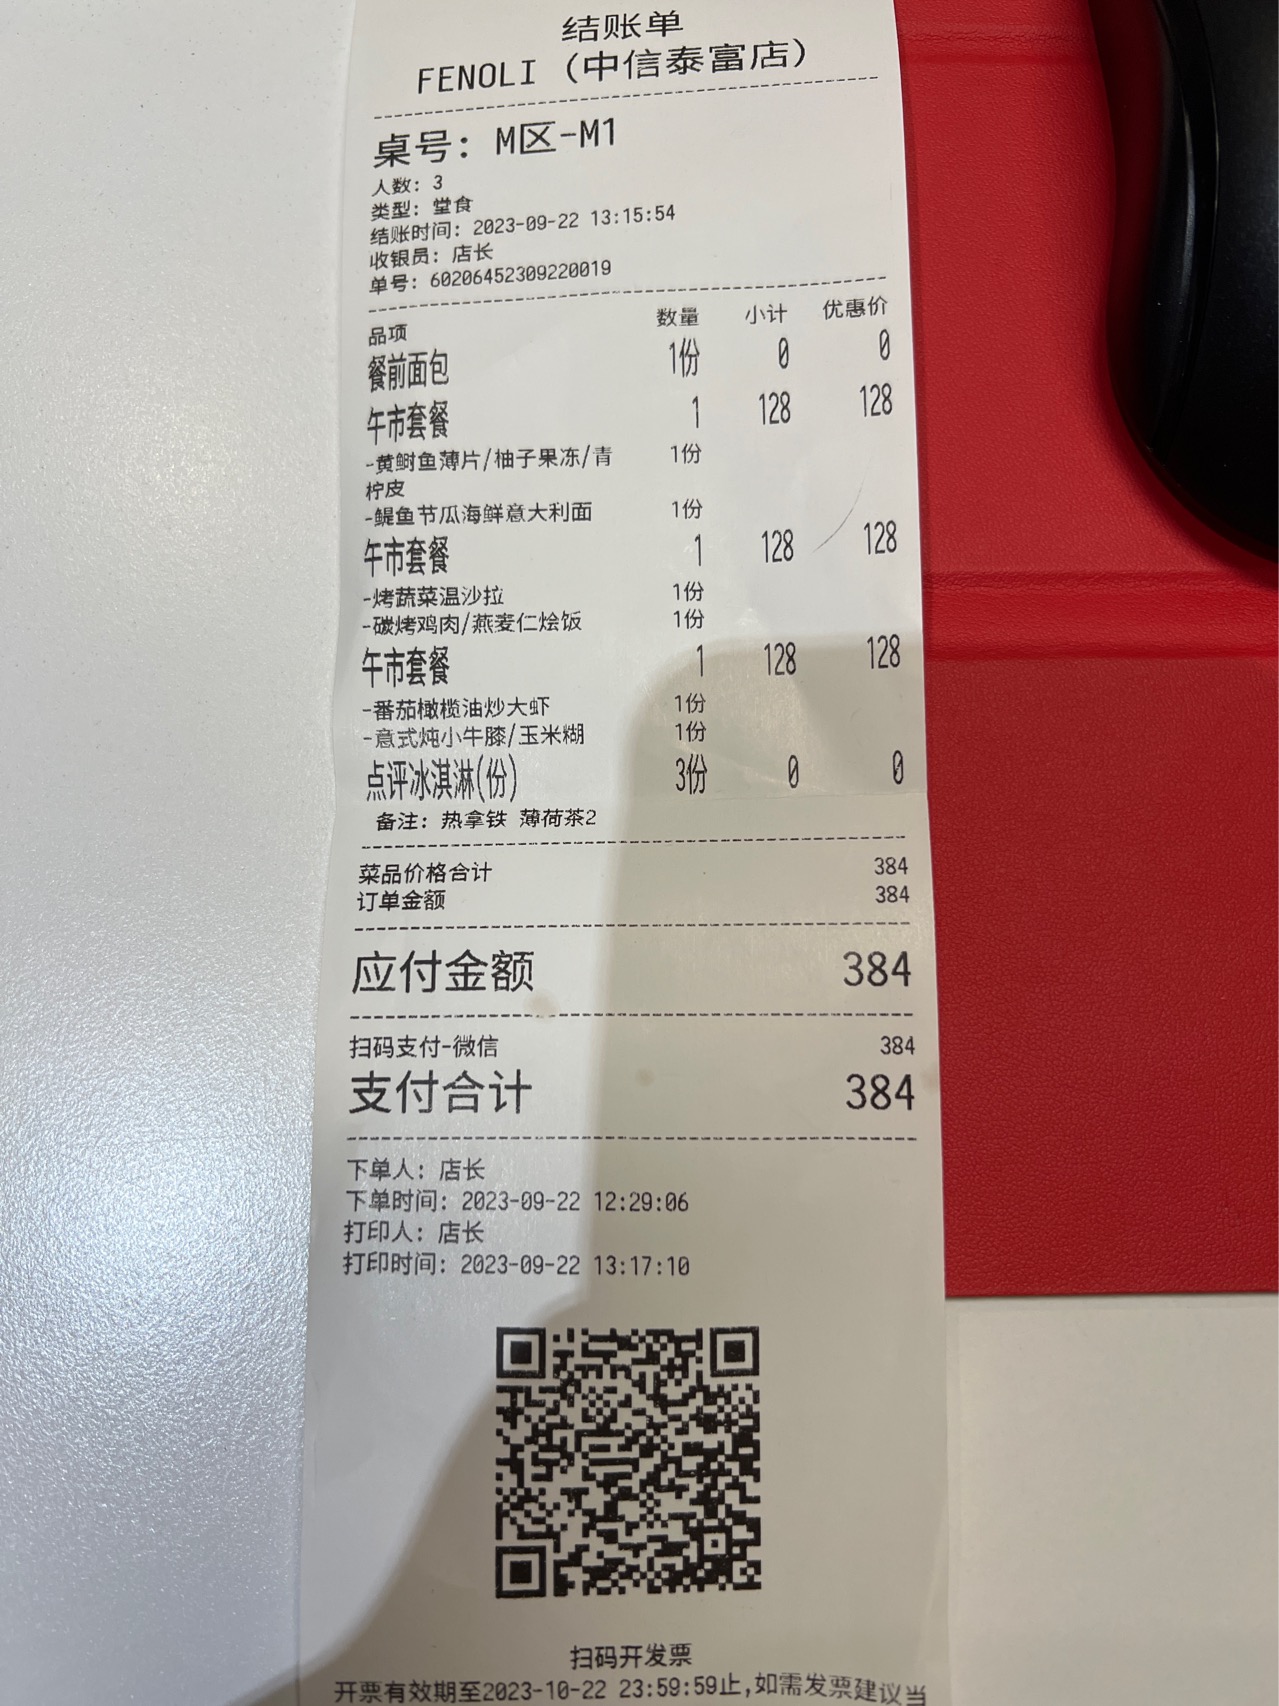 结账单
FENOLI（中信泰富店）
桌号：M区-M1
人数：3
类型：堂食
结账时间：2023-09-22 13:15:54
收银员：店长
单号：60206452309220019
品项 数量 小计 优惠价
餐前面包 1份 0 0
午市套餐 1 128 128
-黄鲥鱼薄片/柚子果冻/青 1份
柠皮
-鳀鱼节瓜海鲜意大利面 1份
午市套餐 1 128 128
-烤蔬菜温沙拉 1份
-碳烤鸡肉/燕麦仁烩饭 1份
午市套餐 1 128 128
-番茄橄榄油炒大虾 1份
-意式炖小牛膝/玉米糊 1份
点评冰淇淋(份) 3份 0 0
备注：热拿铁 薄荷茶2
菜品价格合计 384
订单金额 384
应付金额 384
扫码支付-微信 384
支付合计 384
下单人：店长
下单时间：2023-09-22 12:29:06
打印人：店长
打印时间：2023-09-22 13:17:10
扫码开发票
开票有效期至2023-10-22 23:59:59止,如需发票建议当